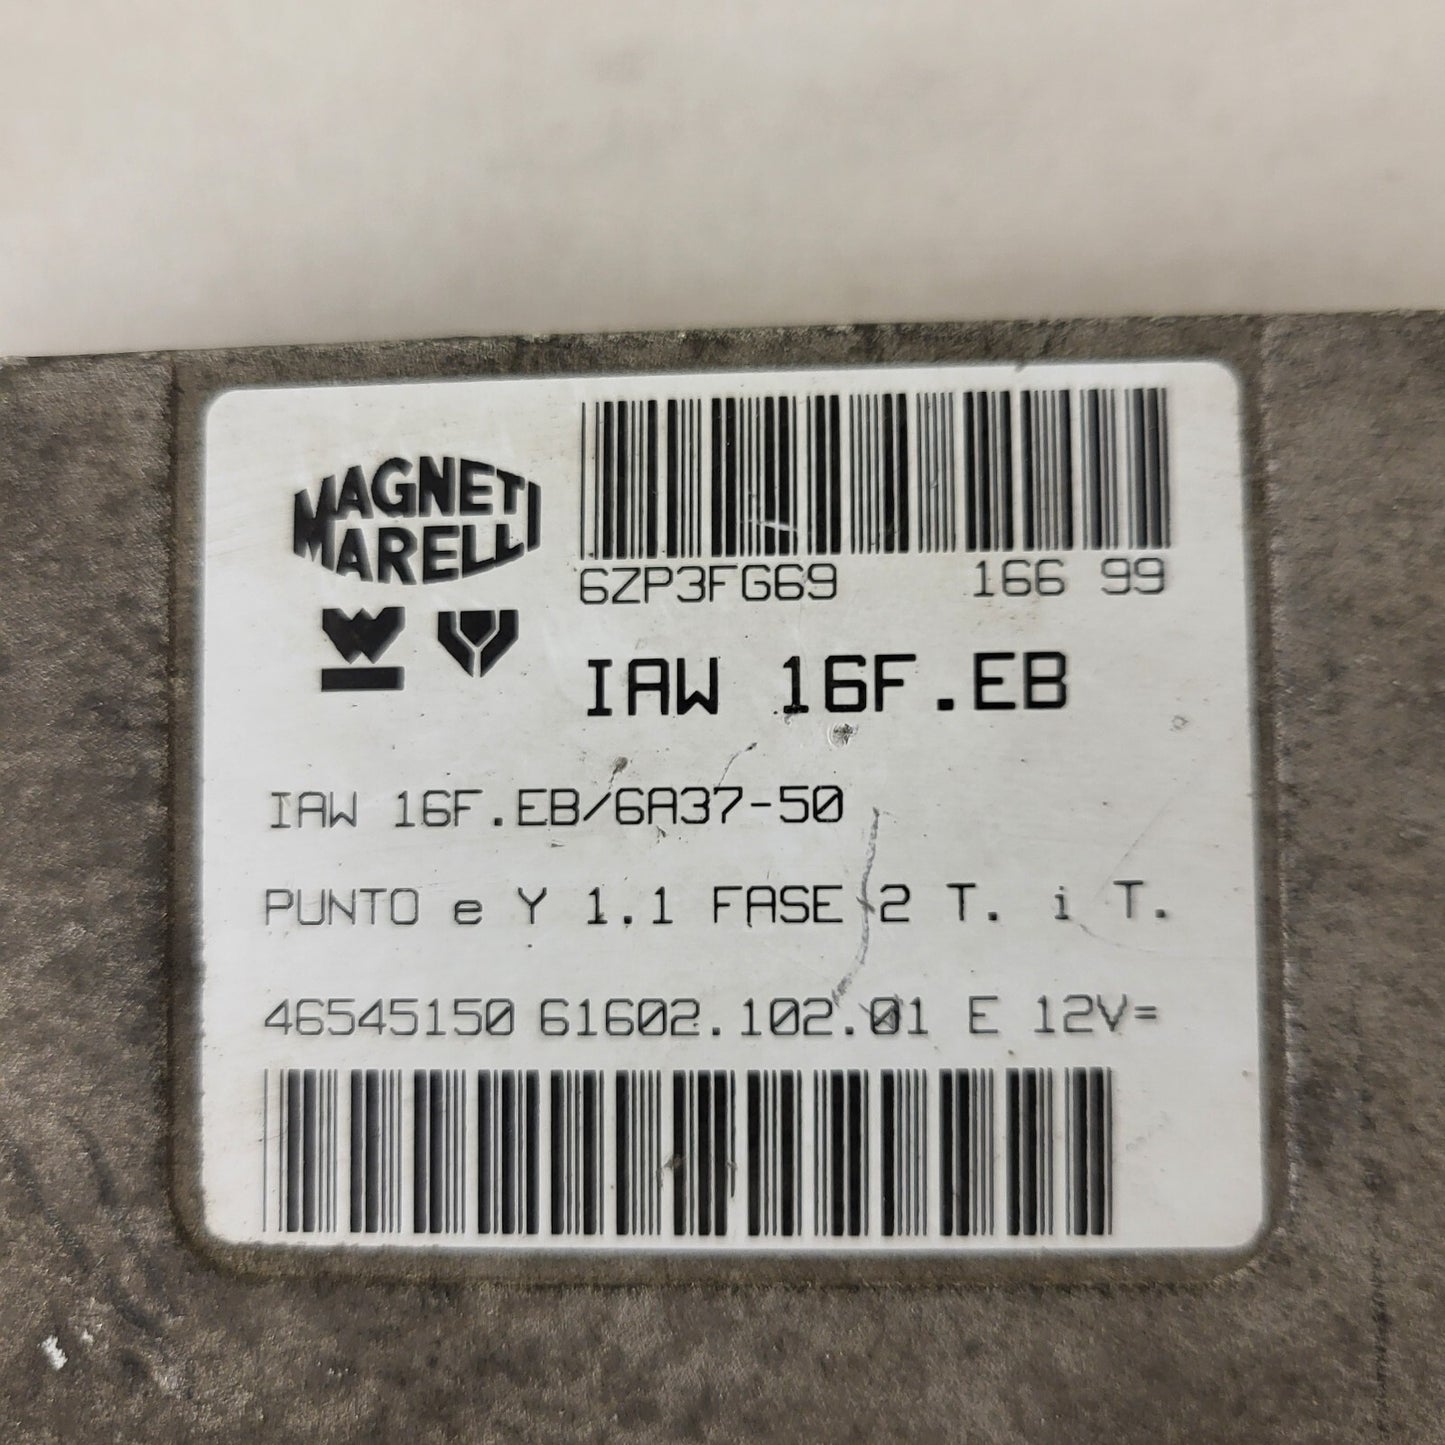 MAGNETI
MARELLI
6ZP3FG69 166 99
IAW 16F.EB
IAW 16F.EB/6A37-50
PUNTO e Y 1.1 FASE 2 T. i T.
46545150 61602.102.01 E 12V=